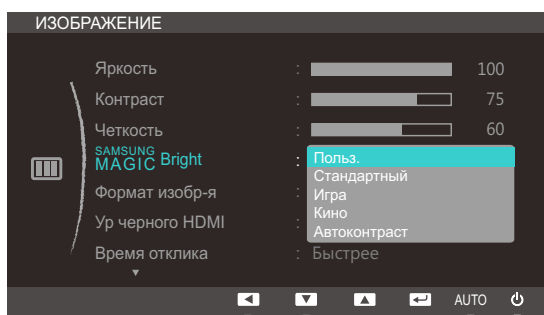 ИЗОБРАЖЕНИЕ
Яркость : 100
Контраст : 75
Четкость : 60
SAMSUNG
MAGIC Bright : Польз.
Стандартный
Формат изобр-я :
Игра
Кино
Ур черного HDMI :
Автоконтраст
Время отклика : Быстрее
AUTO